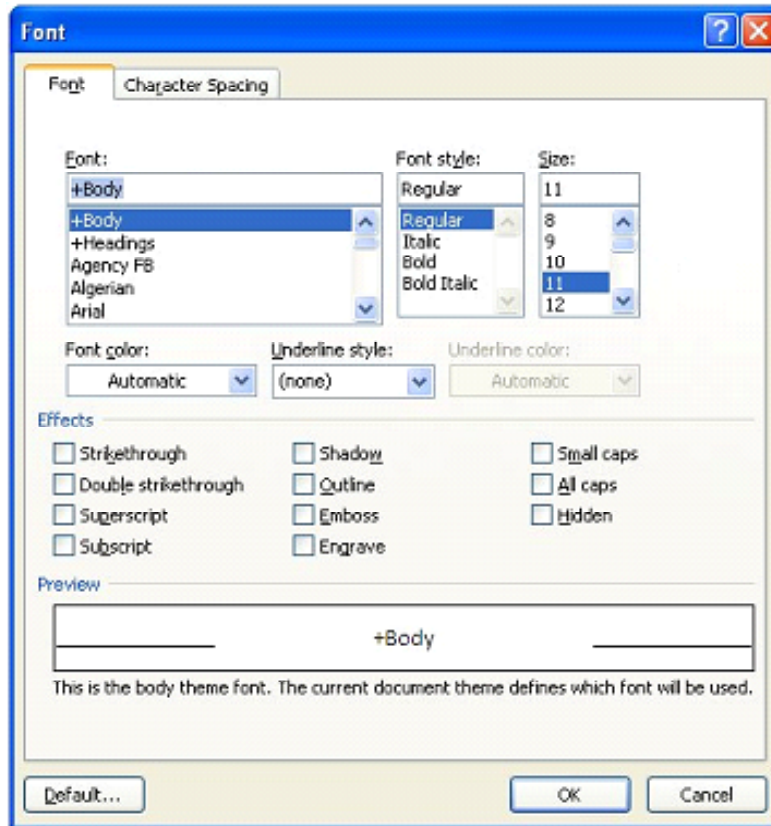 Font
Font Character Spacing
Font: Font style: Size:
+Body Regular 11
+Body Regular 8
+Headings Italic 9
Agency FB Bold 10
Algerian Bold Italic 11
Arial 12
Font color: Underline style: Underline color:
Automatic (none) Automatic
Effects
Strikethrough Shadow Small caps
Double strikethrough Outline All caps
Superscript Emboss Hidden
Subscript Engrave
Preview
+Body
This is the body theme font. The current document theme defines which font will be used.
Default... OK Cancel